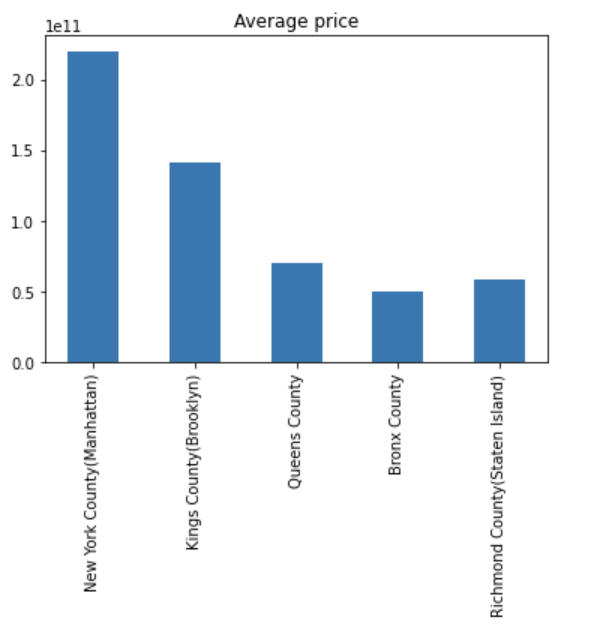 Average price
1e11
2.0
1.5
1.0
0.5
0.0
New York County(Manhattan)
Kings County(Brooklyn)
Queens County
Bronx County
Richmond County(Staten Island)